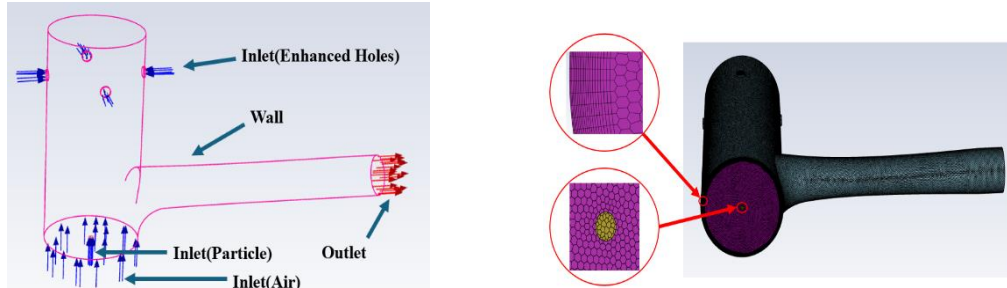 Inlet(Enhanced Holes)
Wall
Inlet(Particle)
Outlet
Inlet(Air)